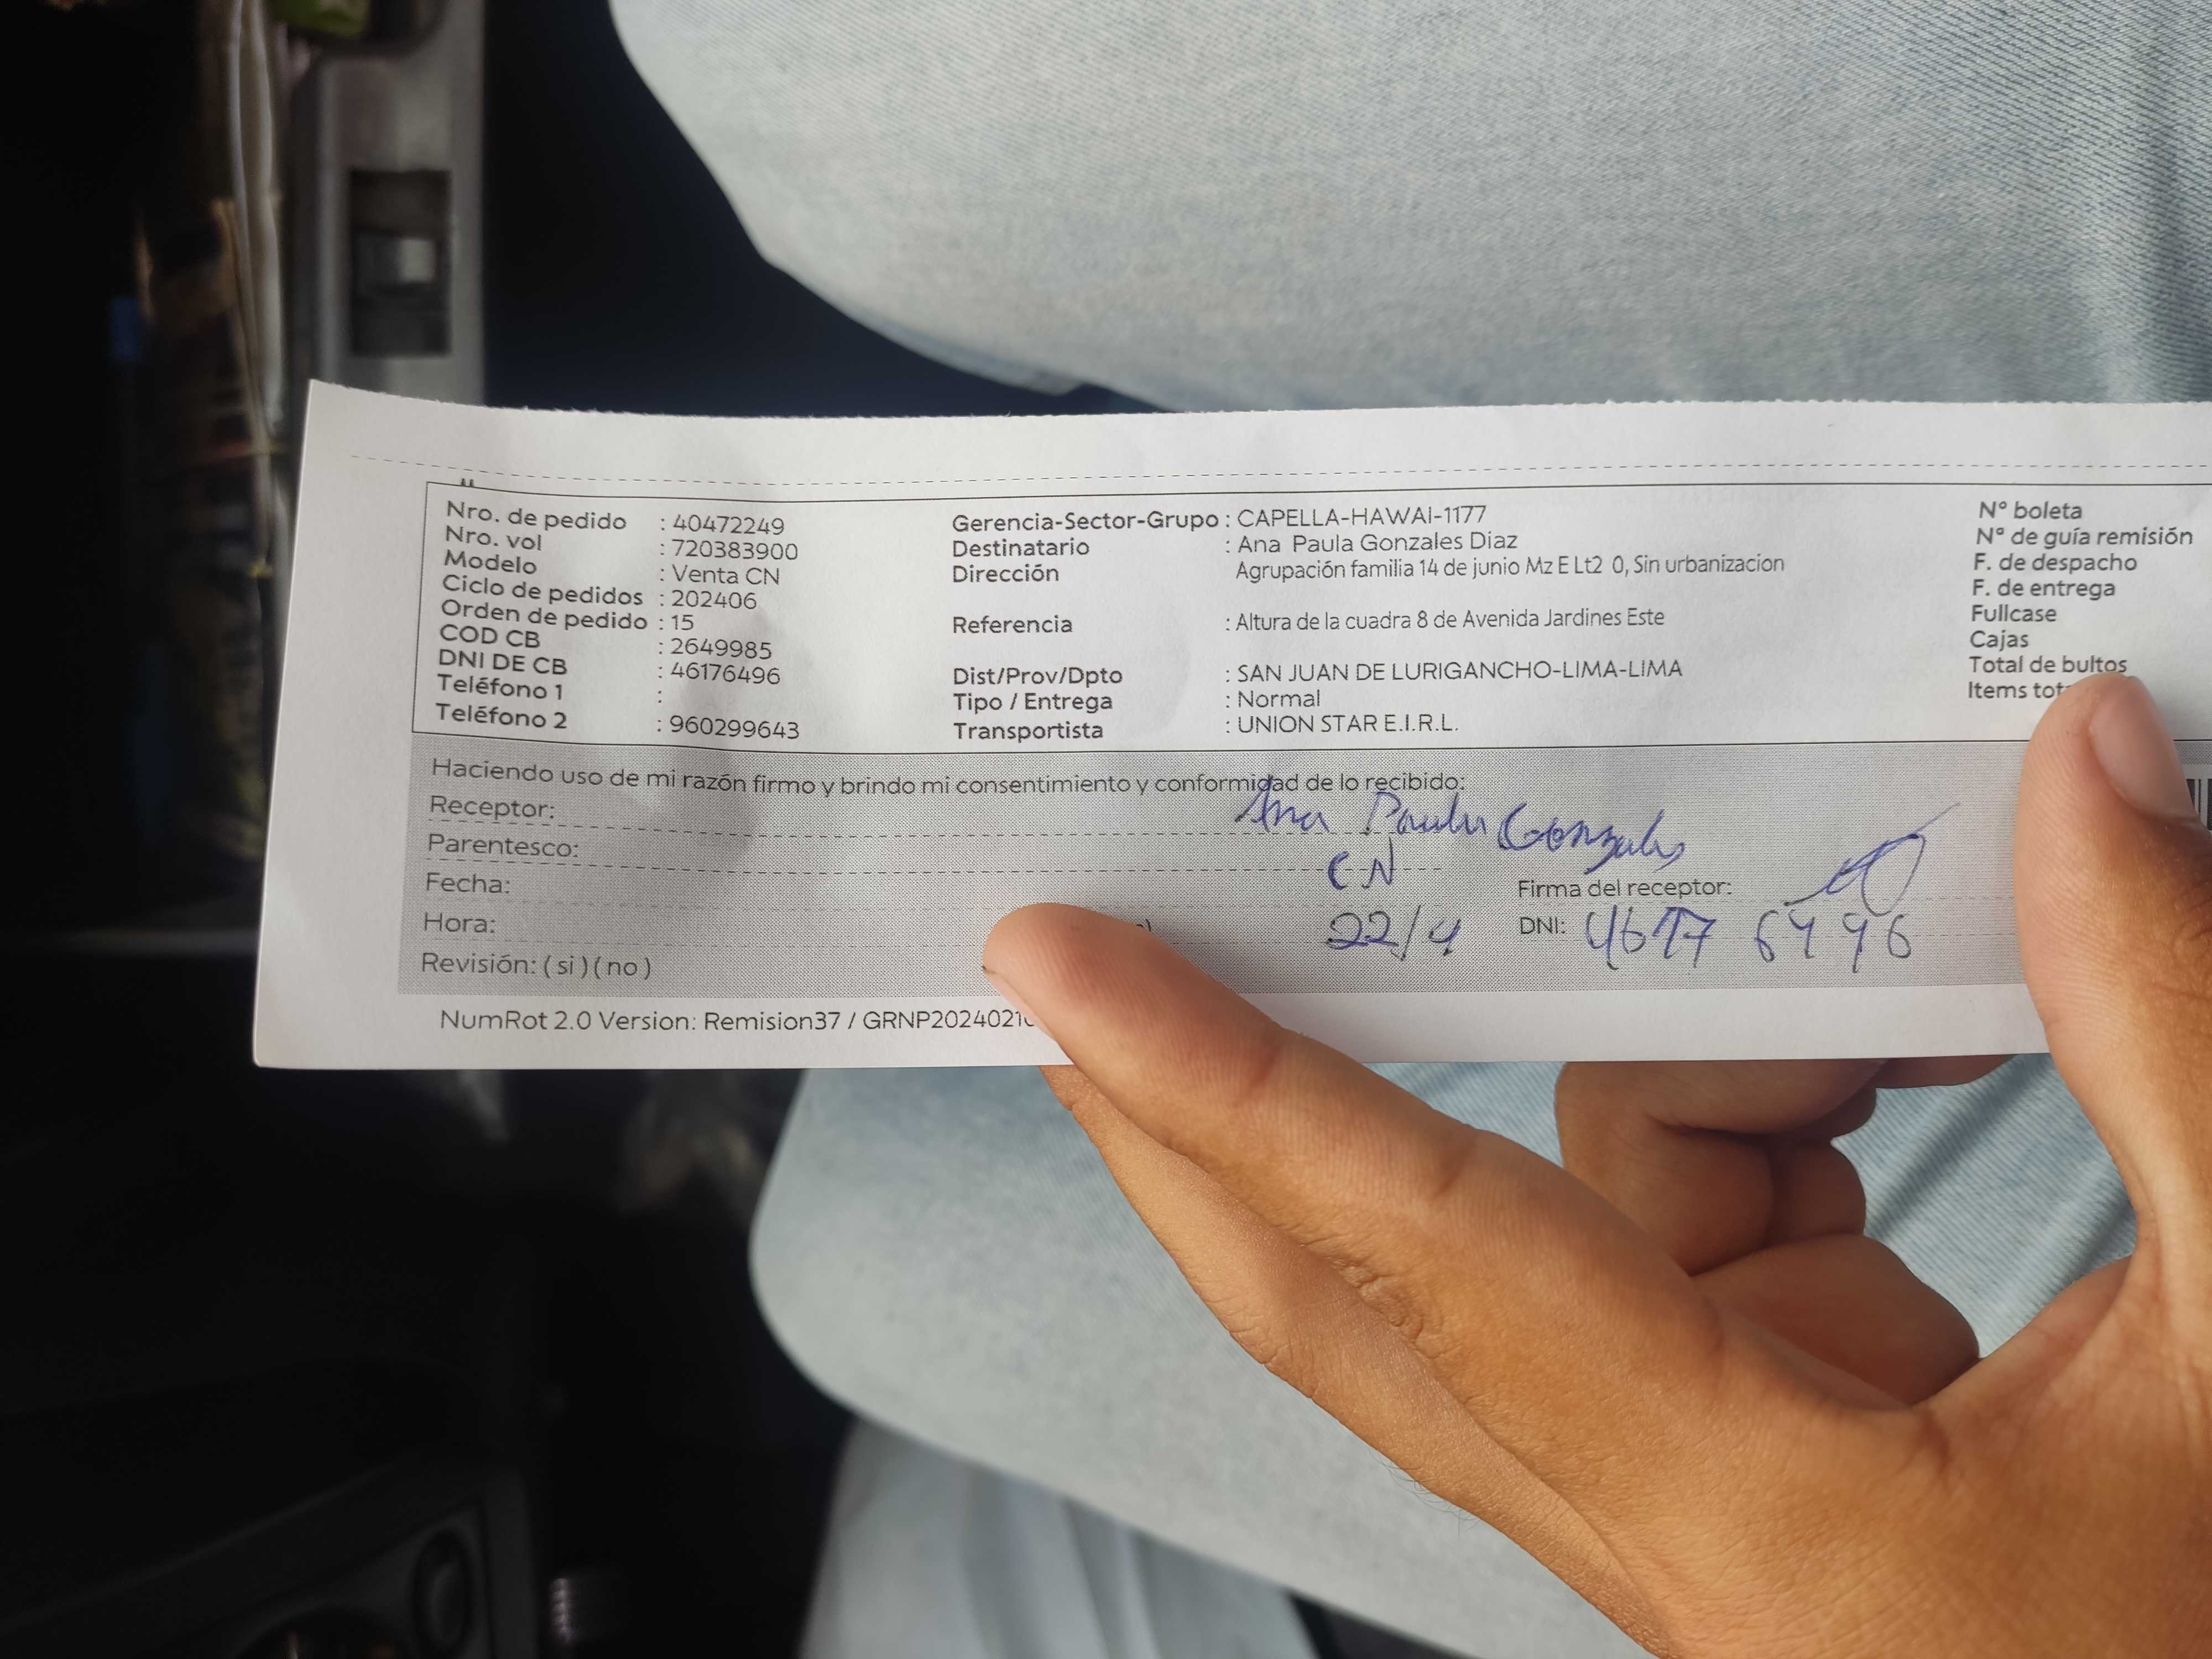 Nro. de pedido : 40472249
Nro. vol : 720383900
Modelo : Venta CN
Ciclo de pedidos : 202406
Orden de pedido : 15
COD CB : 2649985
DNI DE CB : 46176496
Teléfono 1 :
Teléfono 2 : 960299643
Gerencia-Sector-Grupo : CAPELLA-HAWAI-1177
Destinatario : Ana Paula Gonzales Diaz
Dirección Agrupación familia 14 de junio Mz E Lt2 0, Sin urbanizacion
Referencia : Altura de la cuadra 8 de Avenida Jardines Este
Dist/Prov/Dpto : SAN JUAN DE LURIGANCHO-LIMA-LIMA
Tipo / Entrega : Normal
Transportista : UNION STAR E.I.R.L.
N° boleta
N° de guía remisión
F. de despacho
F. de entrega
Fullcase
Cajas
Total de bultos
Items
Haciendo uso de mi razón firmo y brindo mi consentimiento y conformidad de lo recibido:
Receptor: Ana Paula Gonzales
Parentesco: CN
Fecha: 22/4
Firma del receptor:
Hora:
DNI: 4617 6496
Revisión: ( si ) ( no )
NumRot 2.0 Version: Remision37 / GRNP2024021